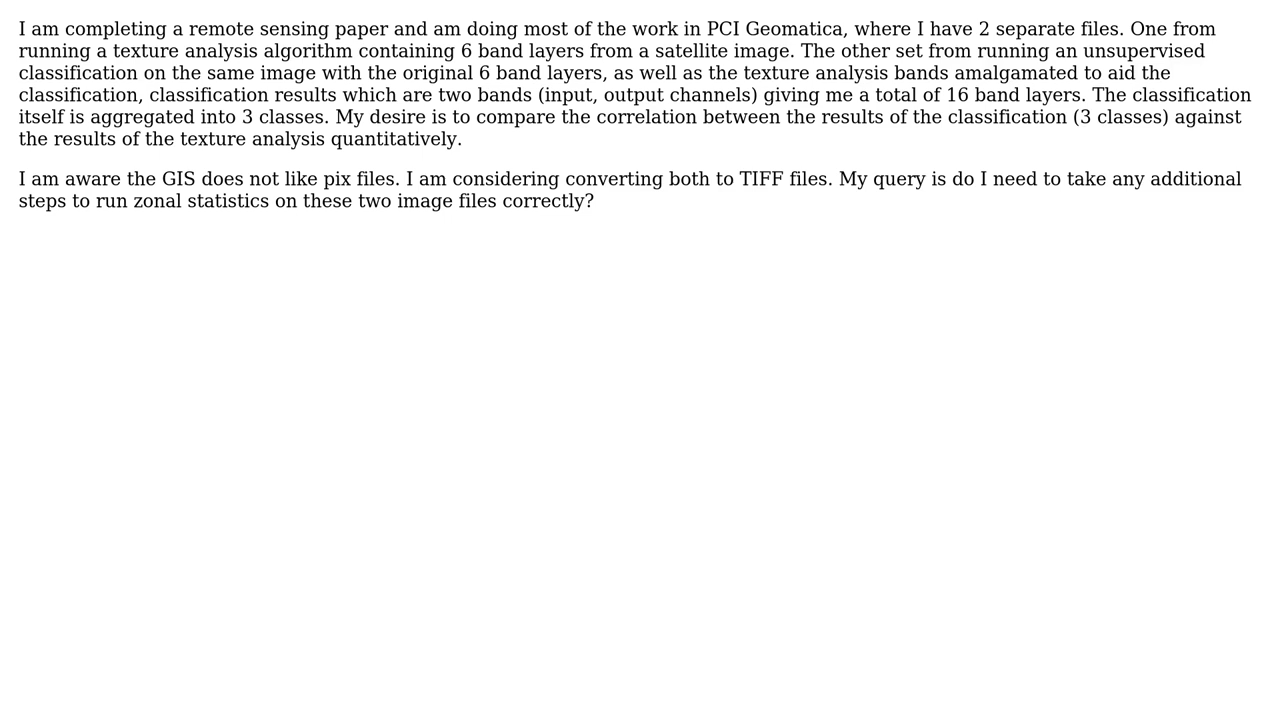 I am completing a remote sensing paper and am doing most of the work in PCI Geomatica, where I have 2 separate files. One from
running a texture analysis algorithm containing 6 band layers from a satellite image. The other set from running an unsupervised
classification on the same image with the original 6 band layers, as well as the texture analysis bands amalgamated to aid the
classification, classification results which are two bands (input, output channels) giving me a total of 16 band layers. The classification
itself is aggregated into 3 classes. My desire is to compare the correlation between the results of the classification (3 classes) against
the results of the texture analysis quantitatively.
I am aware the GIS does not like pix files. I am considering converting both to TIFF files. My query is do I need to take any additional
steps to run zonal statistics on these two image files correctly?